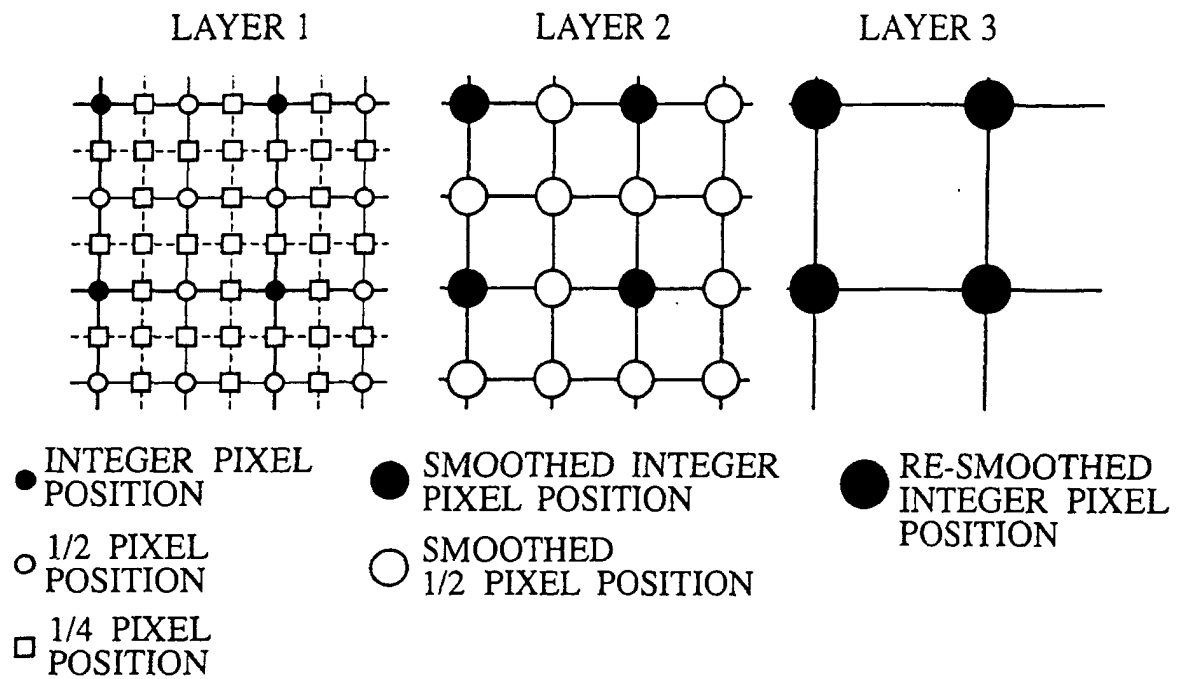 LAYER 1
LAYER 2
LAYER 3
INTEGER PIXEL
POSITION
1/2 PIXEL
POSITION
1/4 PIXEL
POSITION
SMOOTHED INTEGER
PIXEL POSITION
SMOOTHED
1/2 PIXEL POSITION
RE-SMOOTHED
INTEGER PIXEL
POSITION